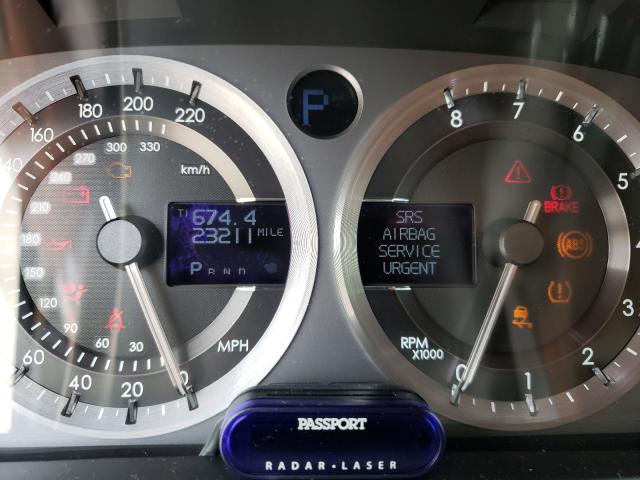 P
180 200 220
160
140
300 330
270
240
210
180
150
120
90
60 30
km/h
T1 674.4
23211 MILE
P R N D
MPH
60 40 20 0
8 7 6
5
4
3
2
1
0
BRAKE
ABS
SRS
AIRBAG
SERVICE
URGENT
RPM
X1000
PASSPORT
RADAR•LASER